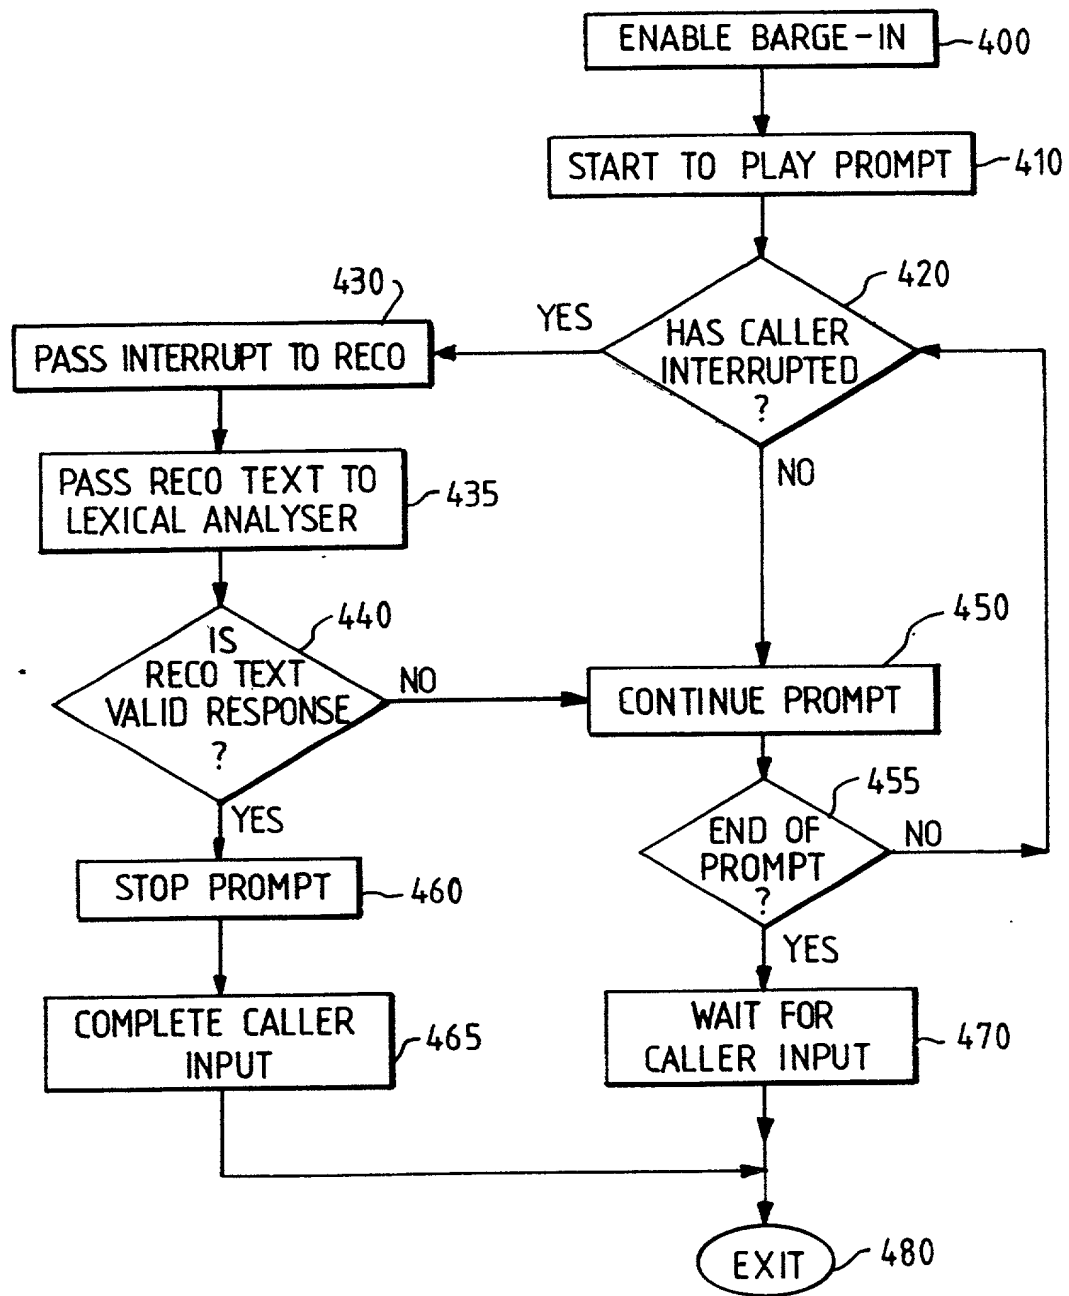 ENABLE BARGE-IN
400
START TO PLAY PROMPT
410
420
HAS CALLER
INTERRUPTED
?
YES
NO
430
PASS INTERRUPT TO RECO
PASS RECO TEXT TO
LEXICAL ANALYSER
435
440
IS
RECO TEXT
VALID RESPONSE
?
NO
YES
450
CONTINUE PROMPT
455
END OF
PROMPT
?
NO
YES
STOP PROMPT
460
COMPLETE CALLER
INPUT
465
WAIT FOR
CALLER INPUT
470
EXIT
480